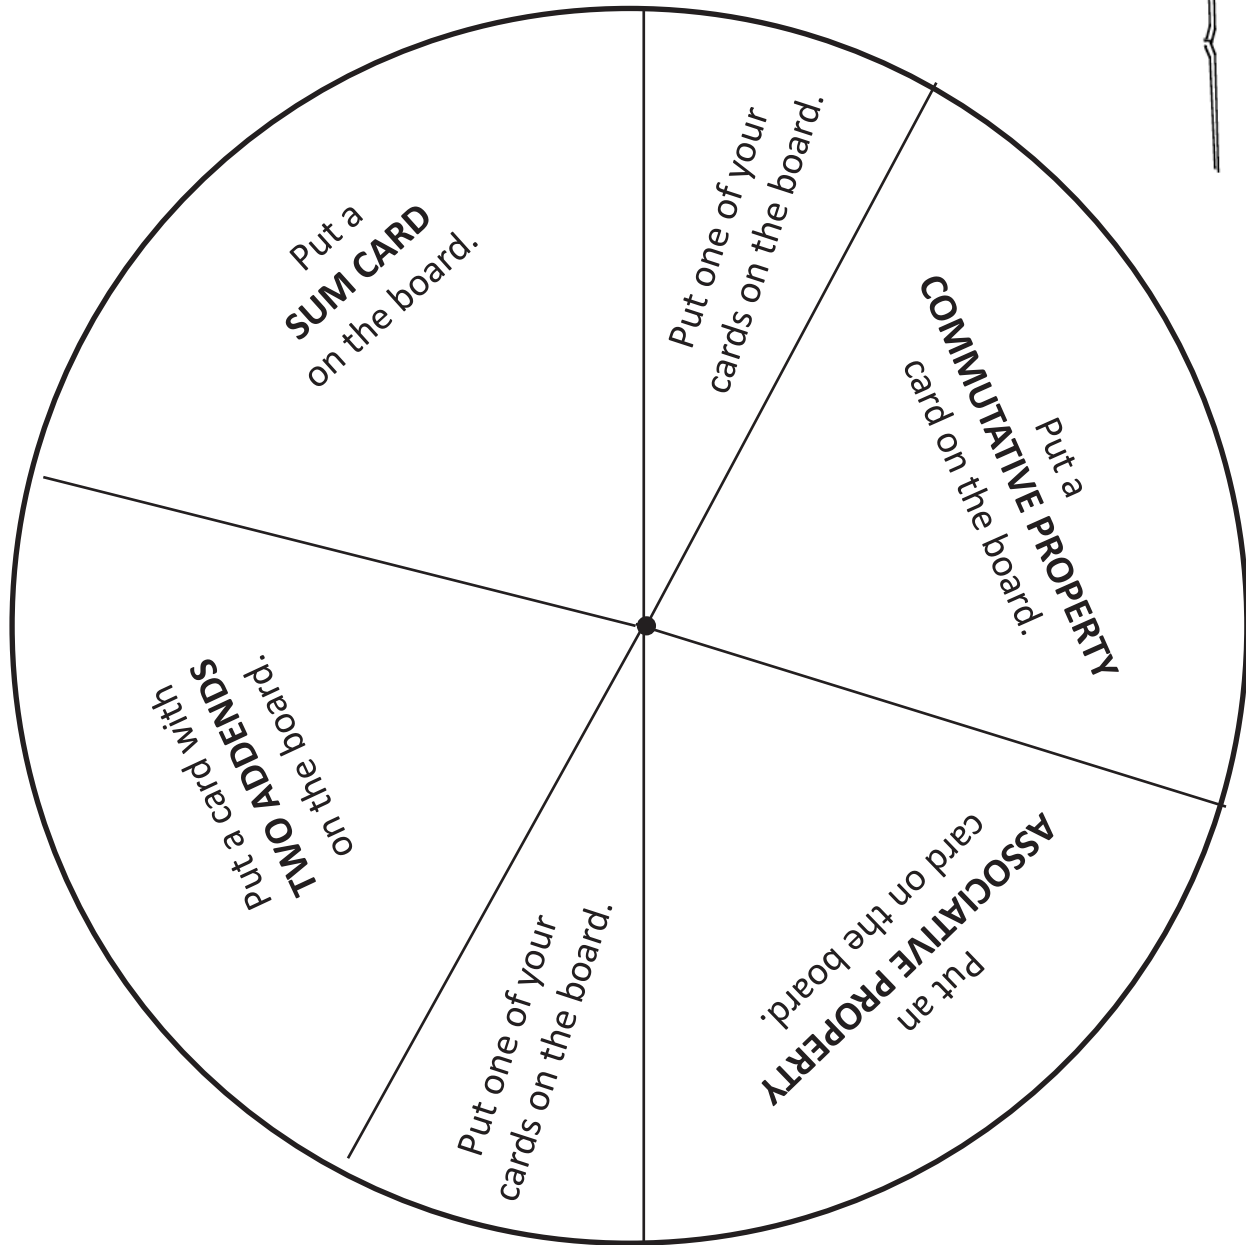 Put a
SUM CARD
on the board.
Put one of your
cards on the board.
Put a
COMMUTATIVE PROPERTY
card on the board.
Put an
ASSOCIATIVE PROPERTY
card on the board.
Put one of your
cards on the board.
Put a card with
TWO ADDENDS
on the board.